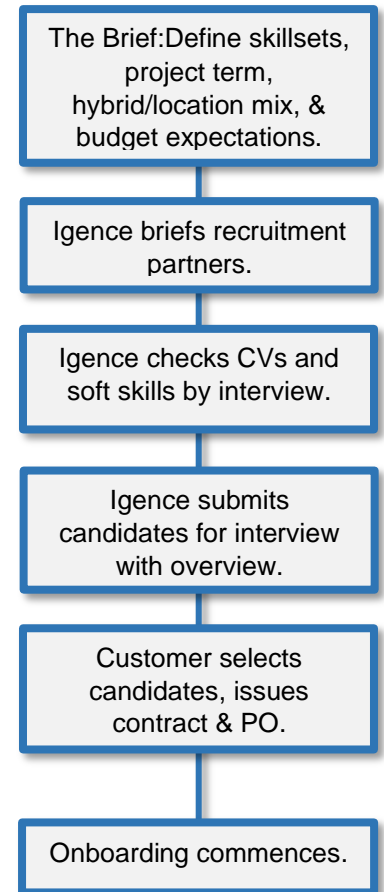 The Brief:Define skillsets,
project term,
hybrid/location mix, &
budget expectations.
Igence briefs recruitment
partners.
Igence checks CVs and
soft skills by interview.
Igence submits
candidates for interview
with overview.
Customer selects
candidates, issues
contract & PO.
Onboarding commences.